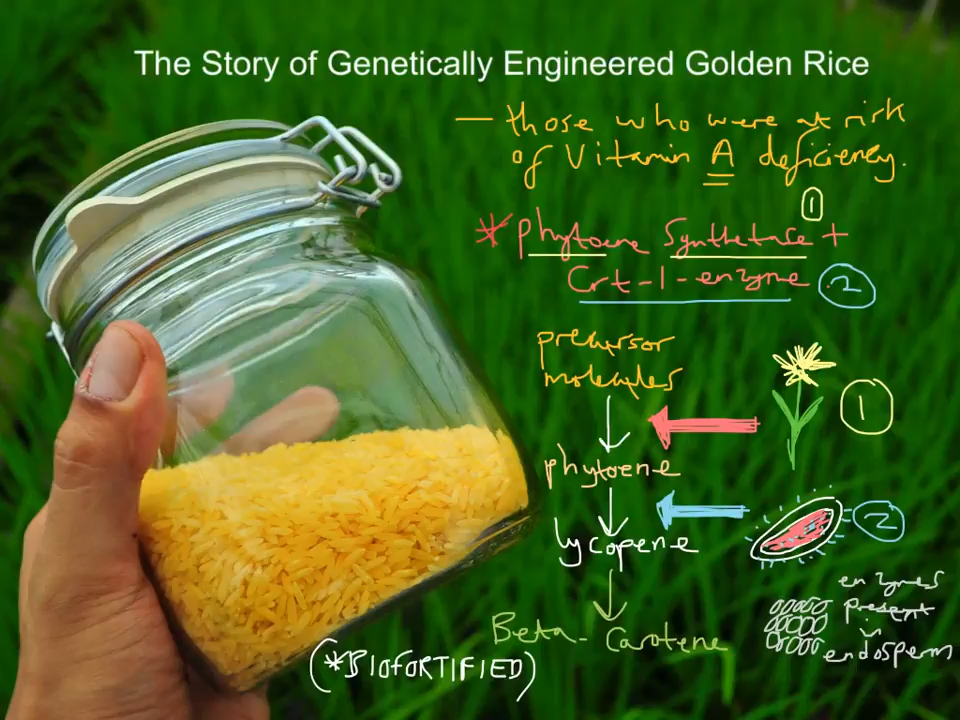 The Story of Genetically Engineered Golden Rice
— those who were at risk
of Vitamin A deficiency.
1
* Phytoene Synthetase +
Crt-1-enzyme 2
precursor
molecules
1
phytoene
2
lycopene
enzymes
present
in
endosperm
Beta-Carotene
(*BIOFORTIFIED)